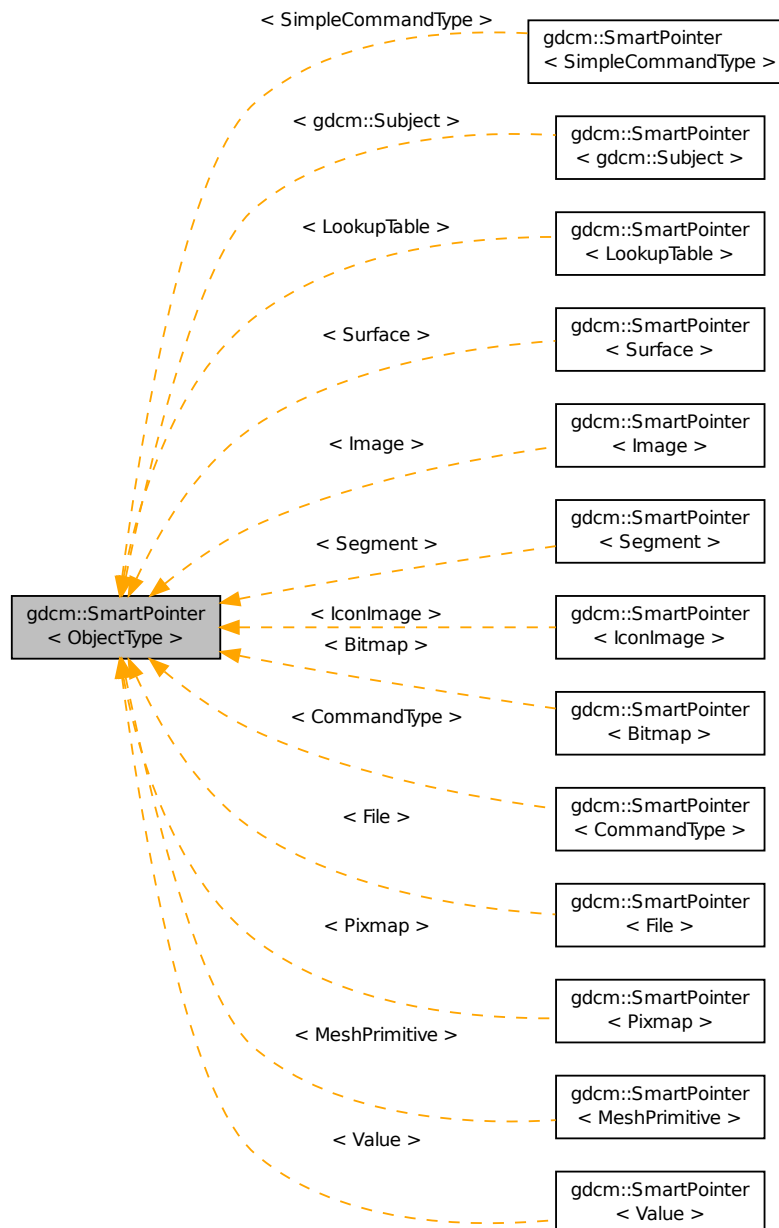 < SimpleCommandType >
gdcm::SmartPointer
< SimpleCommandType >
< gdcm::Subject >
gdcm::SmartPointer
< gdcm::Subject >
< LookupTable >
gdcm::SmartPointer
< LookupTable >
< Surface >
gdcm::SmartPointer
< Surface >
< Image >
gdcm::SmartPointer
< Image >
< Segment >
gdcm::SmartPointer
< Segment >
gdcm::SmartPointer
< ObjectType >
< IconImage >
gdcm::SmartPointer
< IconImage >
< Bitmap >
gdcm::SmartPointer
< Bitmap >
< CommandType >
gdcm::SmartPointer
< CommandType >
< File >
gdcm::SmartPointer
< File >
< Pixmap >
gdcm::SmartPointer
< Pixmap >
< MeshPrimitive >
gdcm::SmartPointer
< MeshPrimitive >
< Value >
gdcm::SmartPointer
< Value >